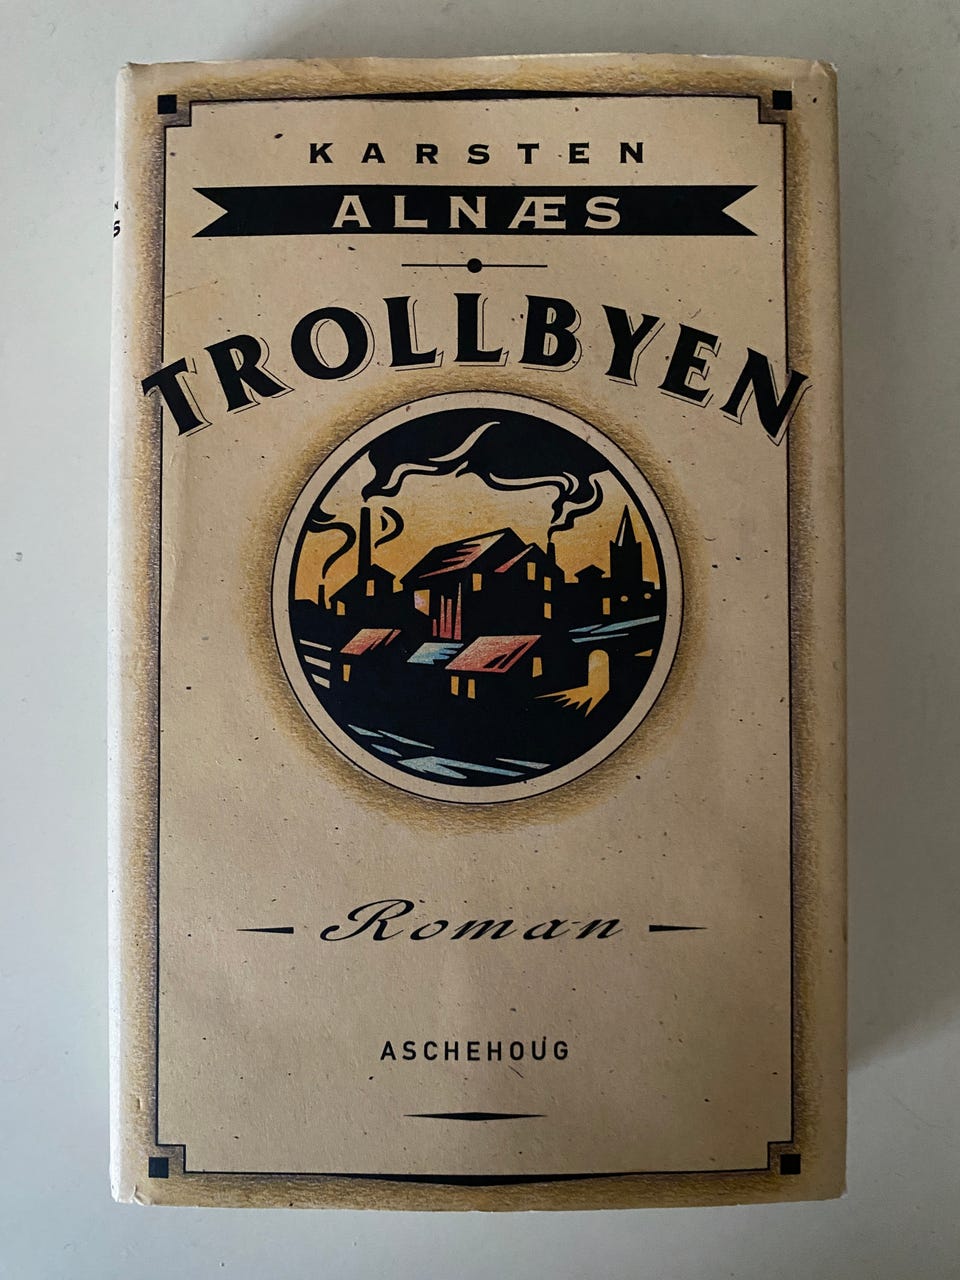 KARSTEN
ALNÆS
TROLLBYEN
Roman
ASCHEHOUG